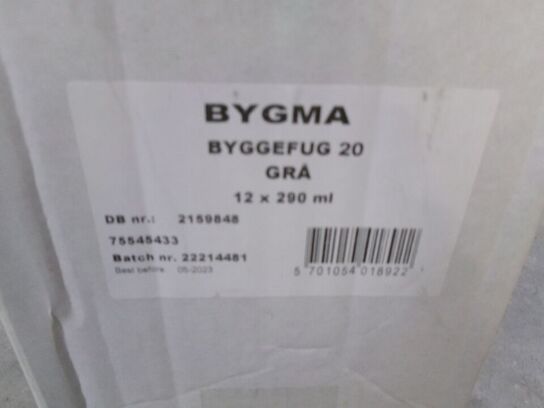 BYGMA
BYGGEFUG 20
GRÅ
12 x 290 ml
DB nr.: 2159848
75545433
Batch nr. 22214481
Best before 05-2023
5 701054 018922